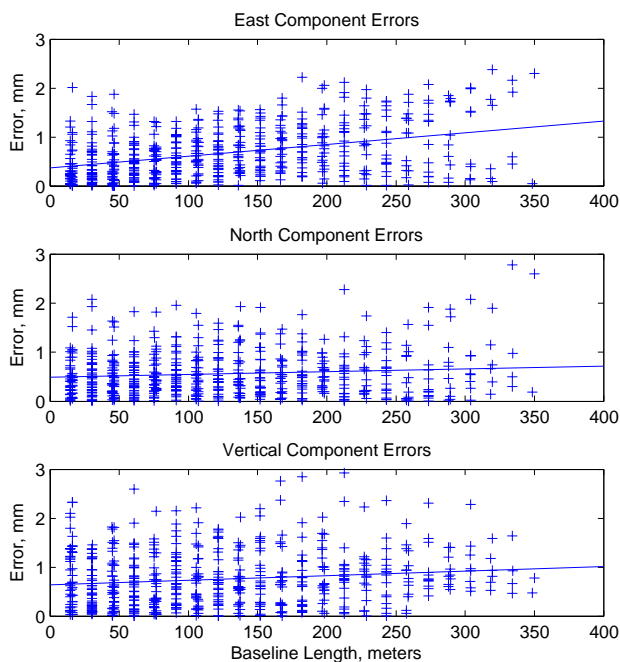 East Component Errors
3
2
1
0
Error, mm
0 50 100 150 200 250 300 350 400
North Component Errors
3
2
1
0
Error, mm
0 50 100 150 200 250 300 350 400
Vertical Component Errors
3
2
1
0
Error, mm
0 50 100 150 200 250 300 350 400
Baseline Length, meters